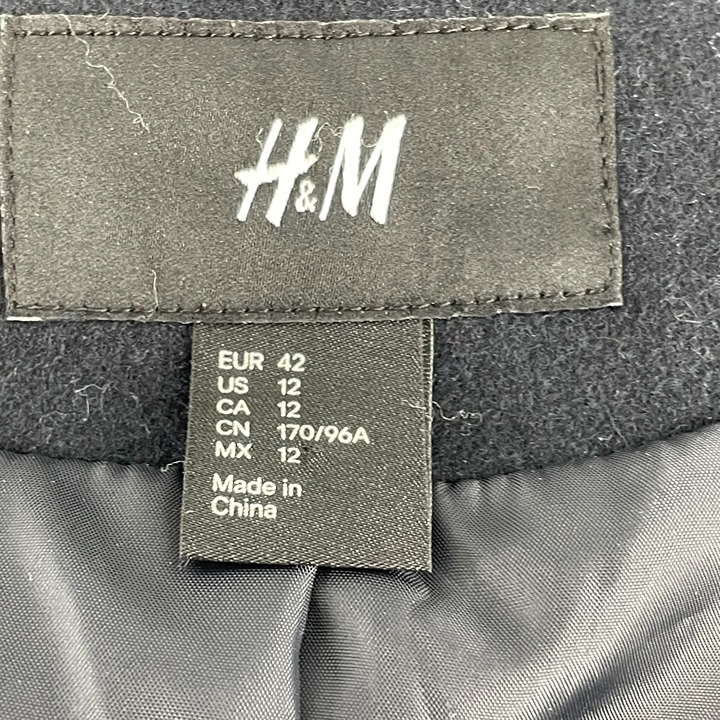 H&M
EUR 42
US 12
CA 12
CN 170/96A
MX 12
Made in
China